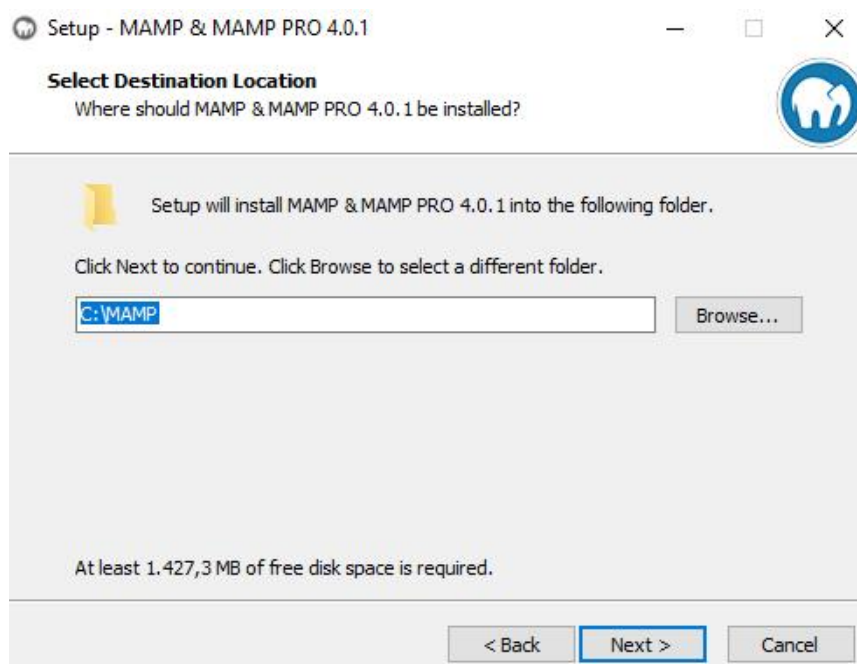 Setup - MAMP & MAMP PRO 4.0.1
Select Destination Location
Where should MAMP & MAMP PRO 4.0.1 be installed?
Setup will install MAMP & MAMP PRO 4.0.1 into the following folder.
Click Next to continue. Click Browse to select a different folder.
C:\MAMP
Browse...
At least 1.427,3 MB of free disk space is required.
< Back
Next >
Cancel